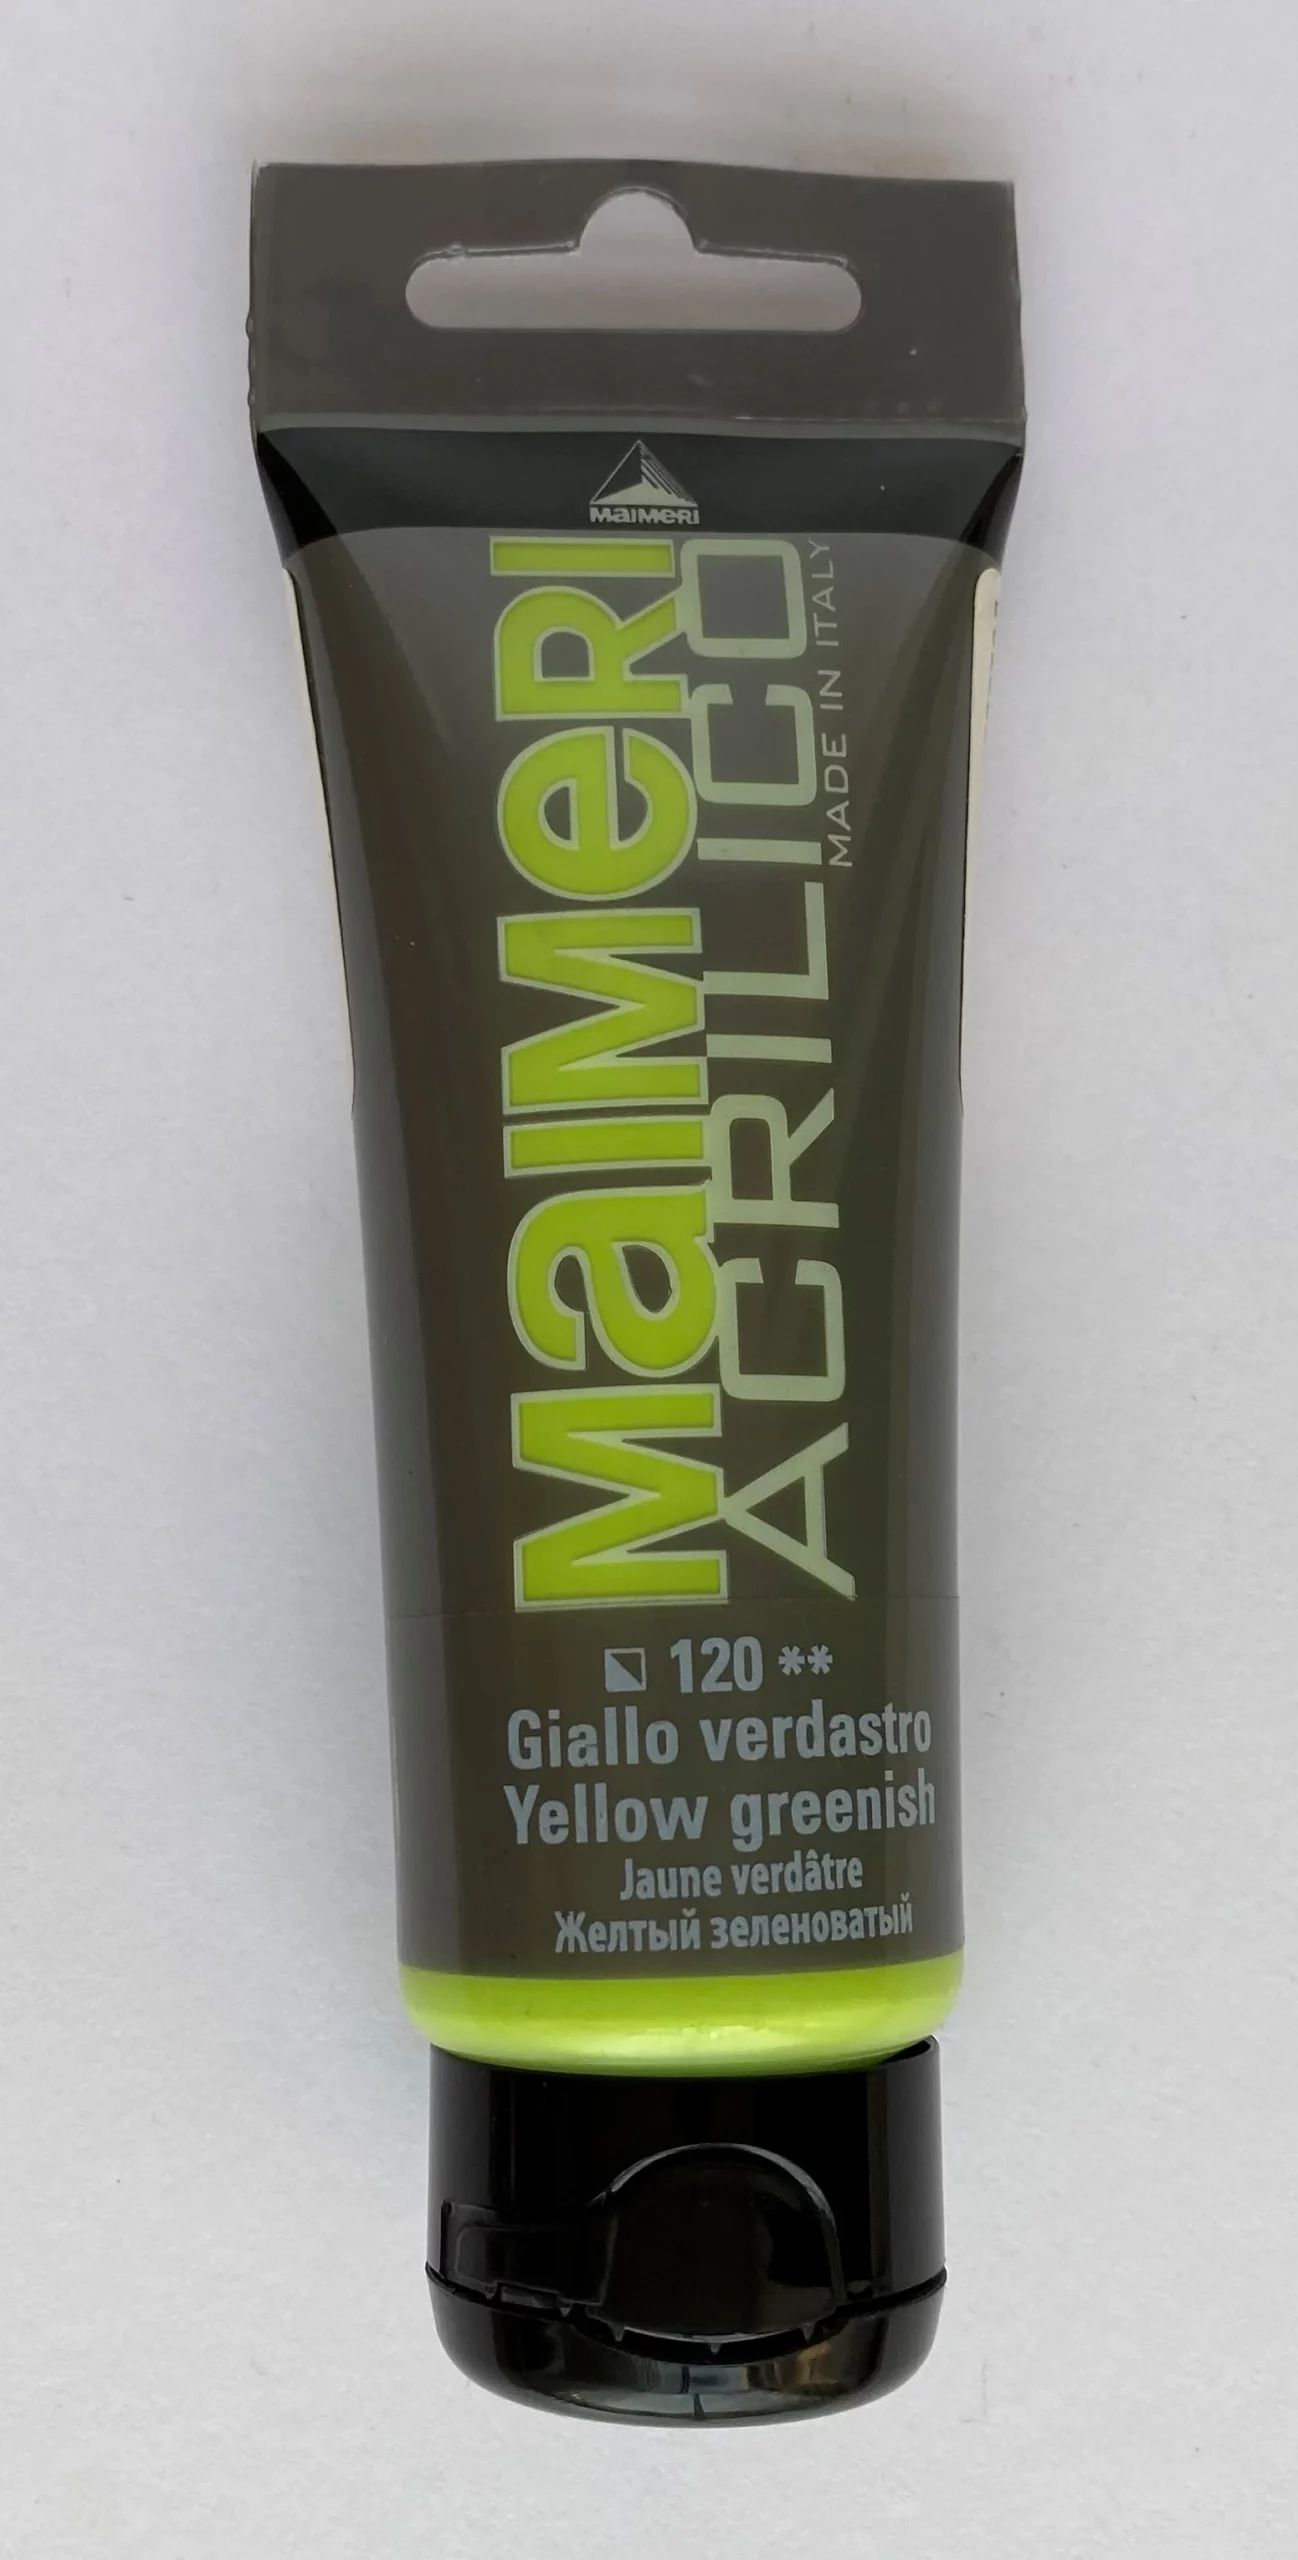 MaIMeRI
MaIMeRI
ACRILICO
MADE IN ITALY
120 **
Giallo verdastro
Yellow greenish
Jaune verdâtre
Желтый зеленоватый